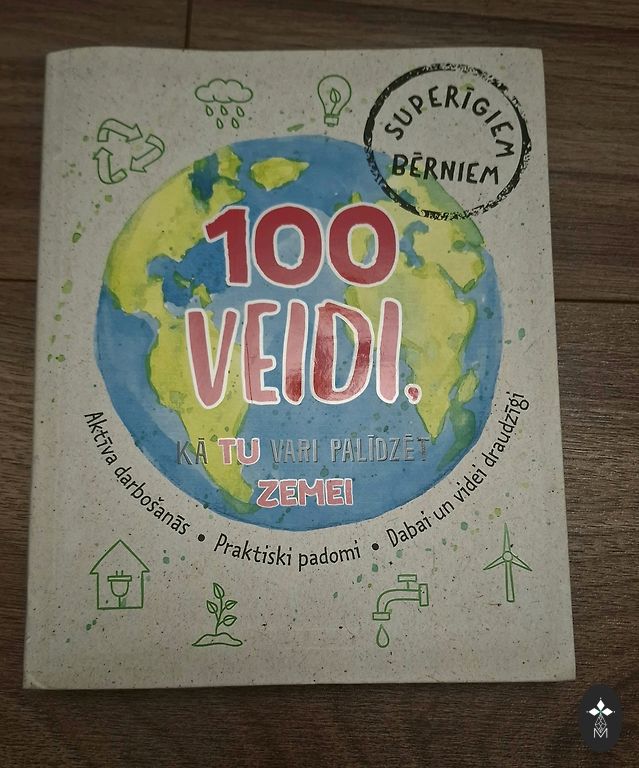 SUPERĪGIEM
BĒRNIEM
100
VEIDI,
KĀ TU VARI PALĪDZĒT
ZEMEI
Aktīva darbošanās • Praktiski padomi • Dabai un videi draudzīgi
M